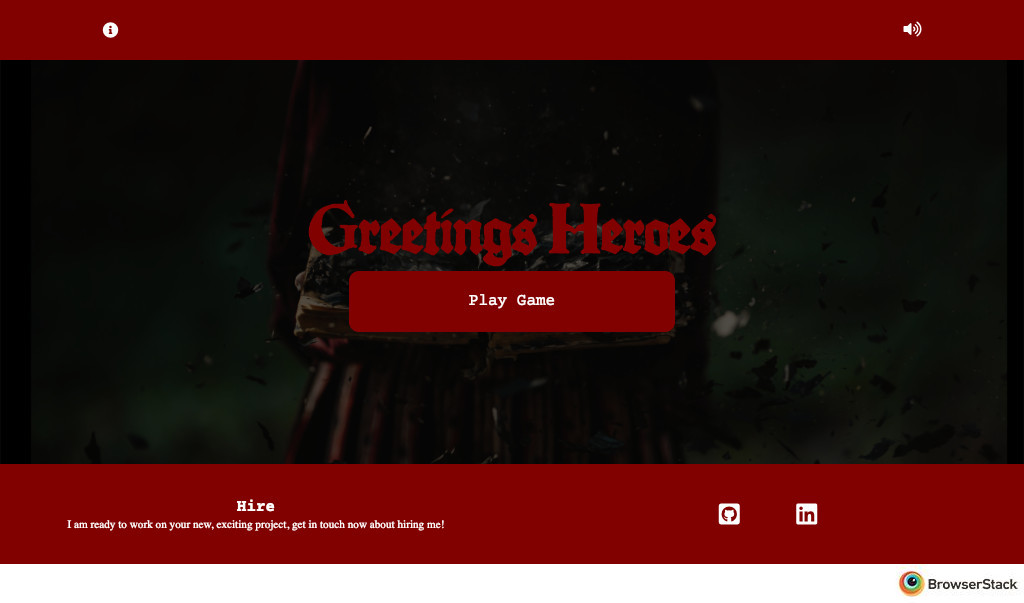 Greetings Heroes
Play Game
Hire
I am ready to work on your new, exciting project, get in touch now about hiring me!
in
BrowserStack